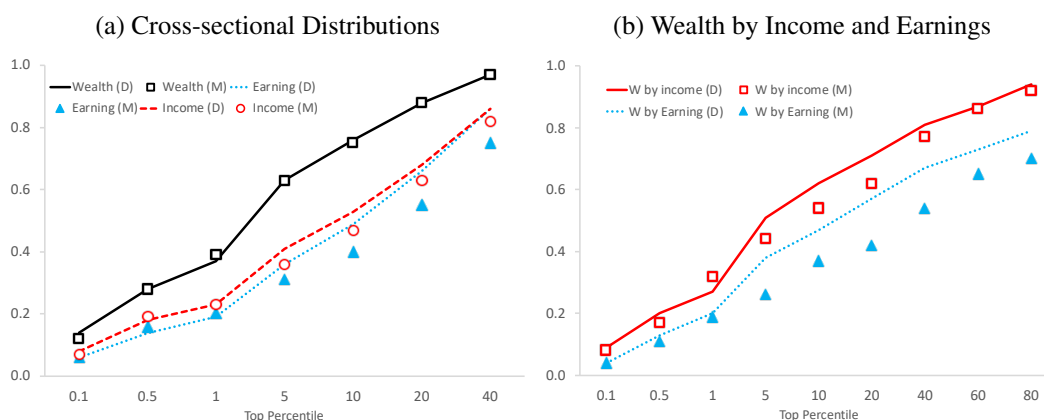 (a) Cross-sectional Distributions
Wealth (D) Wealth (M) Earning (D)
Earning (M) Income (D) Income (M)
1.0
0.8
0.6
0.4
0.2
0.0
0.1 0.5 1 5 10 20 40
Top Percentile
(b) Wealth by Income and Earnings
W by income (D) W by income (M)
W by Earning (D) W by Earning (M)
1.0
0.8
0.6
0.4
0.2
0.0
0.1 0.5 1 5 10 20 40 60 80
Top Percentile